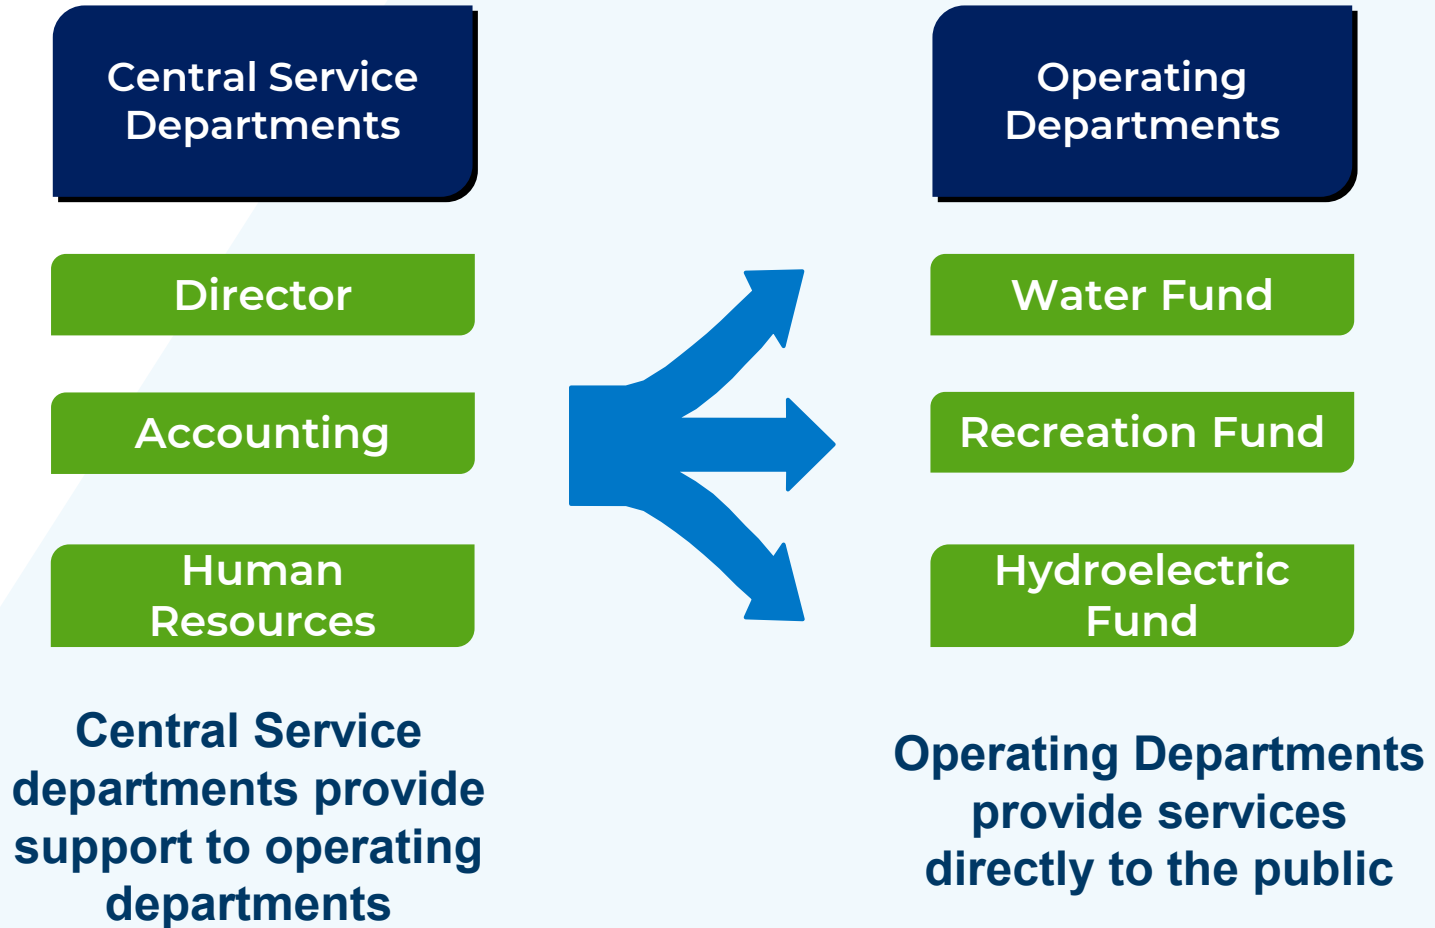 Central Service
Departments
Director
Accounting
Human
Resources
Central Service
departments provide
support to operating
departments
Operating
Departments
Water Fund
Recreation Fund
Hydroelectric
Fund
Operating Departments
provide services
directly to the public